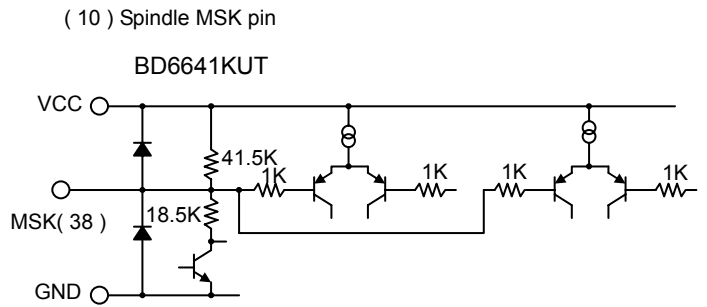 ( 10 ) Spindle MSK pin
BD6641KUT
VCC
41.5K
1K
1K
1K
1K
MSK( 38 )
18.5K
GND